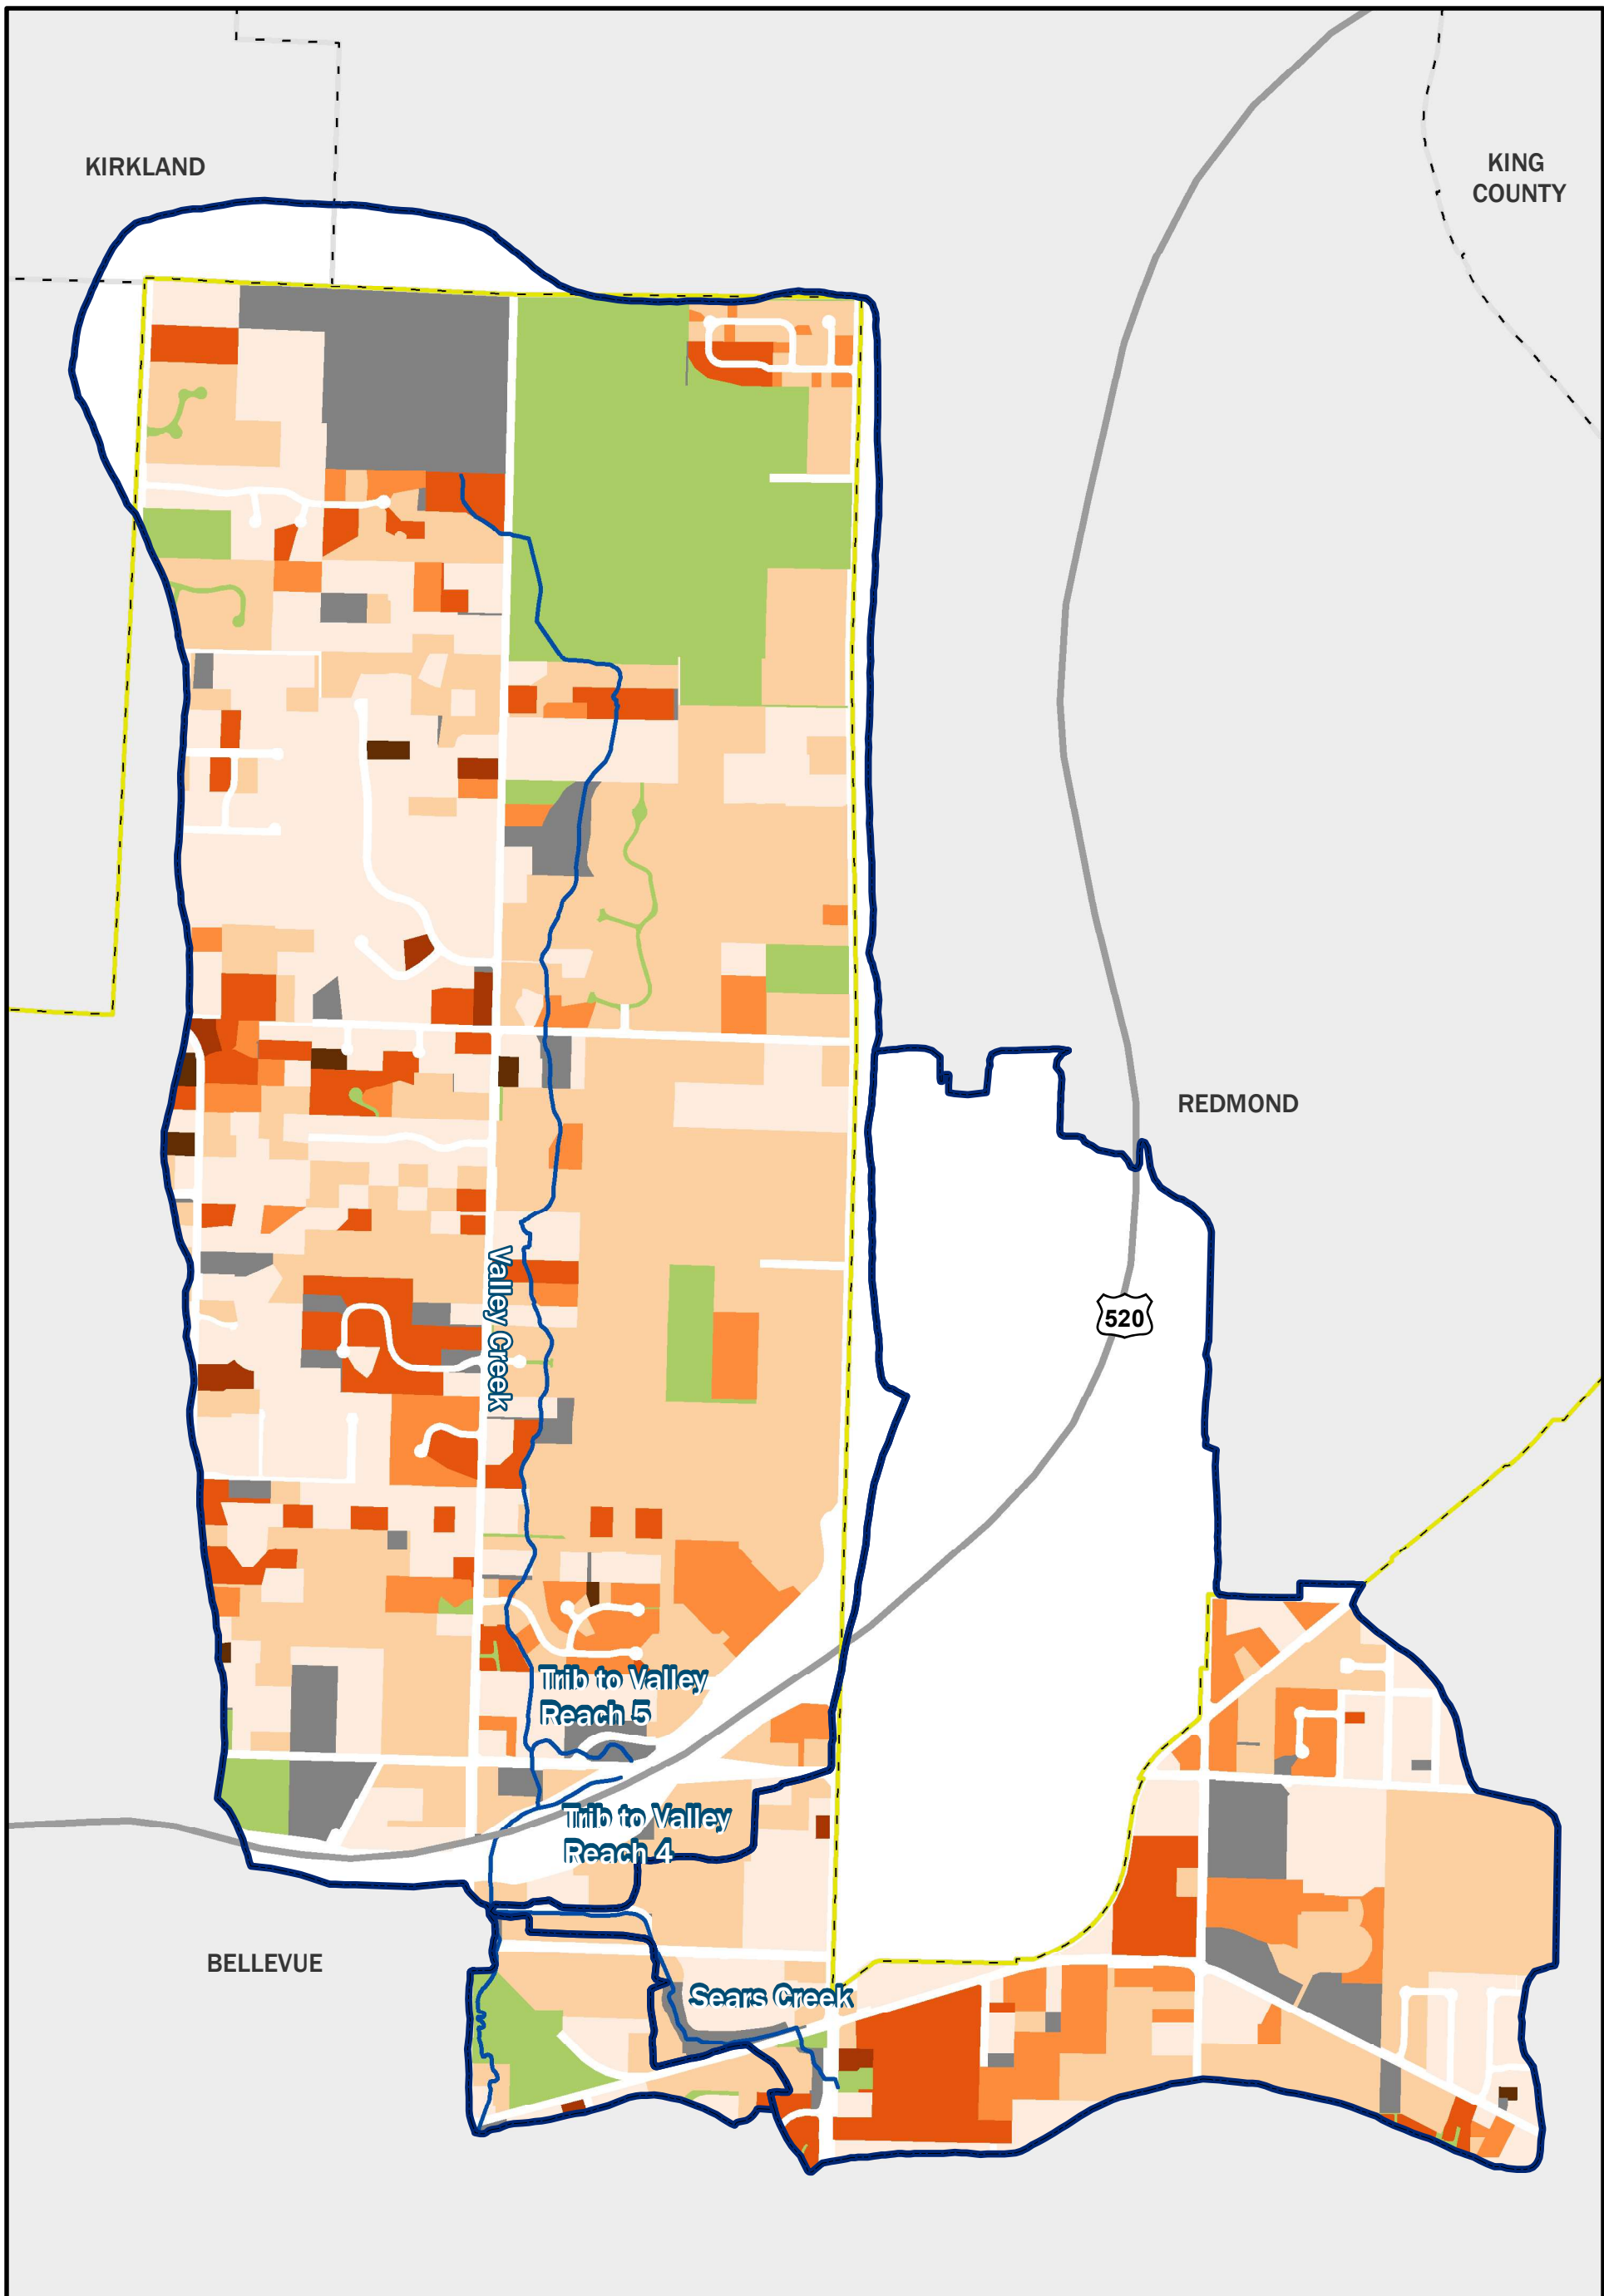 KIRKLAND
KING
COUNTY
REDMOND
520
Valley Creek
Trib to Valley
Reach 5
Trib to Valley
Reach 4
BELLEVUE
Sears Creek